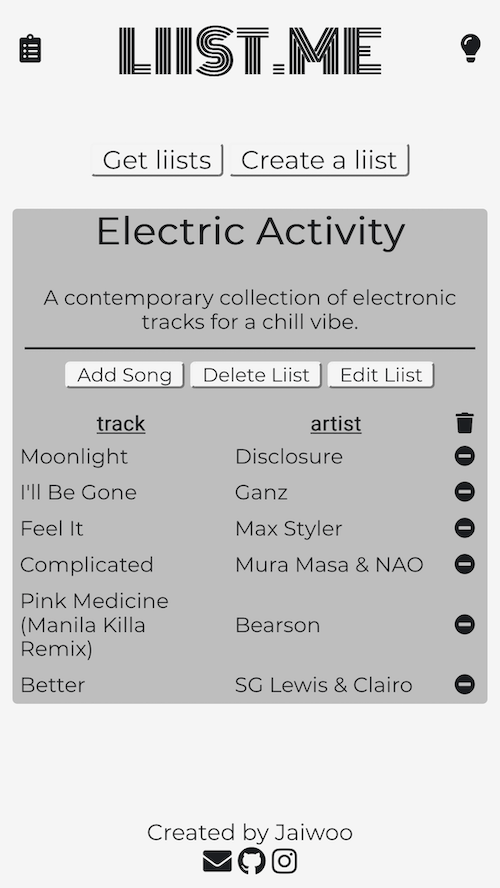 LIIST.ME
Get liists Create a liist
Electric Activity
A contemporary collection of electronic
tracks for a chill vibe.
Add Song Delete Liist Edit Liist
track artist
Moonlight Disclosure
I'll Be Gone Ganz
Feel It Max Styler
Complicated Mura Masa & NAO
Pink Medicine
(Manila Killa Bearson
Remix)
Better SG Lewis & Clairo
Created by Jaiwoo